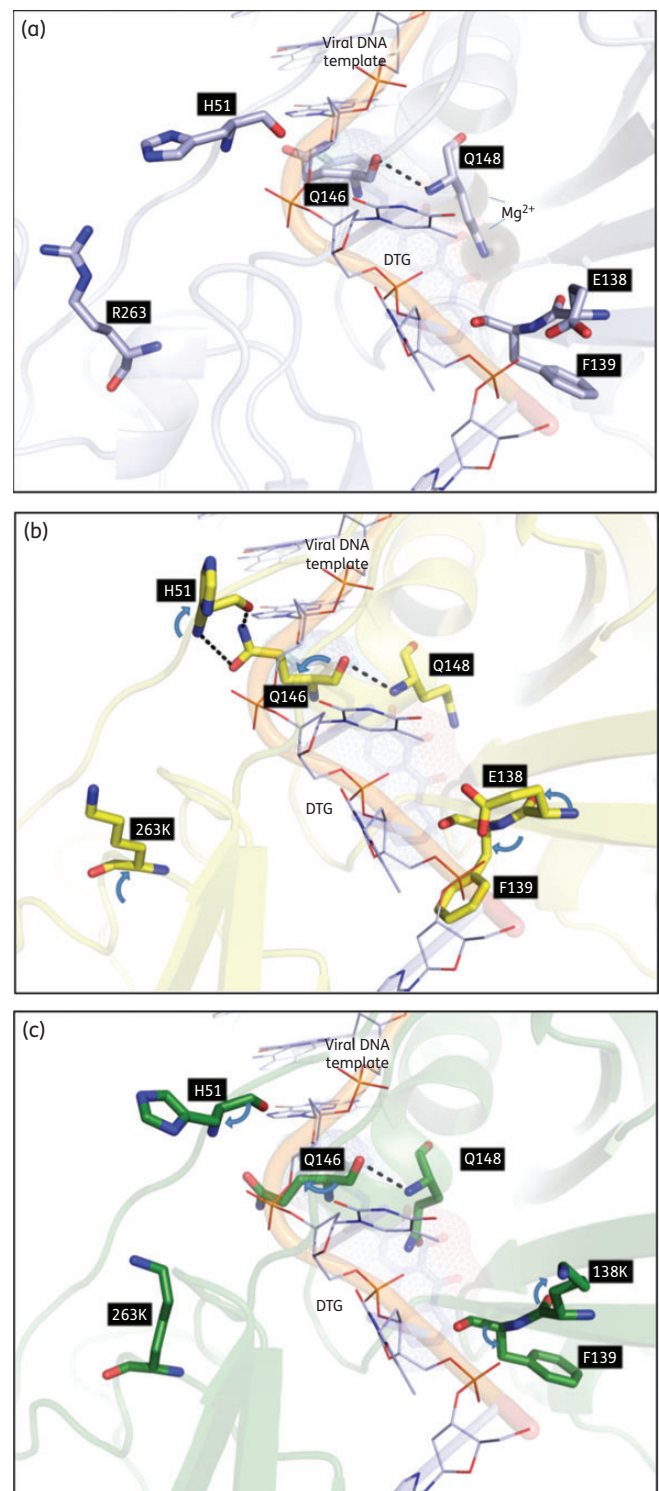 (a)
Viral DNA
template
H51
Q148
Q146
Mg²⁺
DTG
E138
R263
F139
(b)
Viral DNA
template
H51
Q148
Q146
E138
DTG
263K
F139
(c)
Viral DNA
template
H51
Q146
Q148
138K
DTG
263K
F139